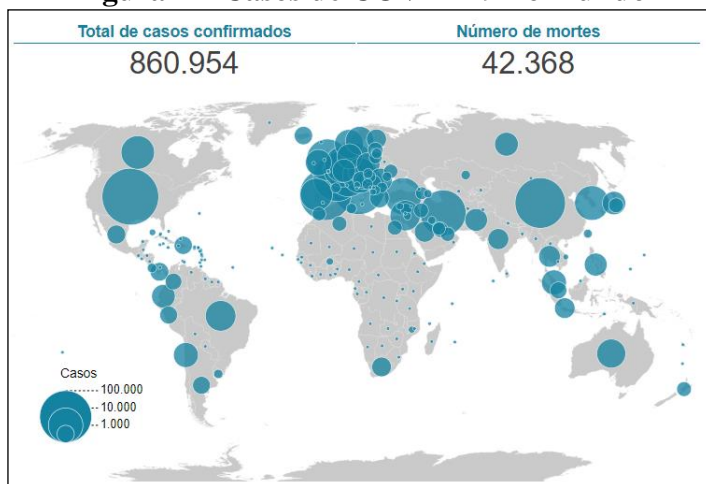 Total de casos confirmados
Número de mortes
860.954
42.368
Casos
100.000
10.000
1.000